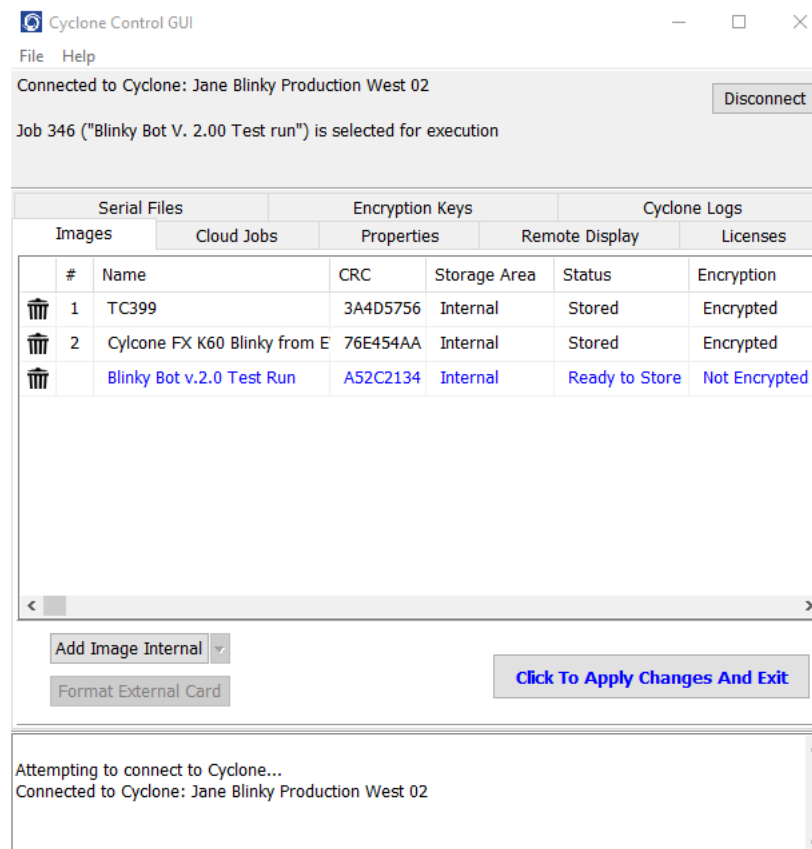 Cyclone Control GUI
File Help
Connected to Cyclone: Jane Blinky Production West 02
Disconnect
Job 346 ("Blinky Bot V. 2.00 Test run") is selected for execution
Serial Files Encryption Keys Cyclone Logs
Images Cloud Jobs Properties Remote Display Licenses
# Name CRC Storage Area Status Encryption
1 TC399 3A4D5756 Internal Stored Encrypted
2 Cylcone FX K60 Blinky from 76E454AA Internal Stored Encrypted
Blinky Bot v.2.0 Test Run A52C2134 Internal Ready to Store Not Encrypted
Add Image Internal
Format External Card
Click To Apply Changes And Exit
Attempting to connect to Cyclone...
Connected to Cyclone: Jane Blinky Production West 02